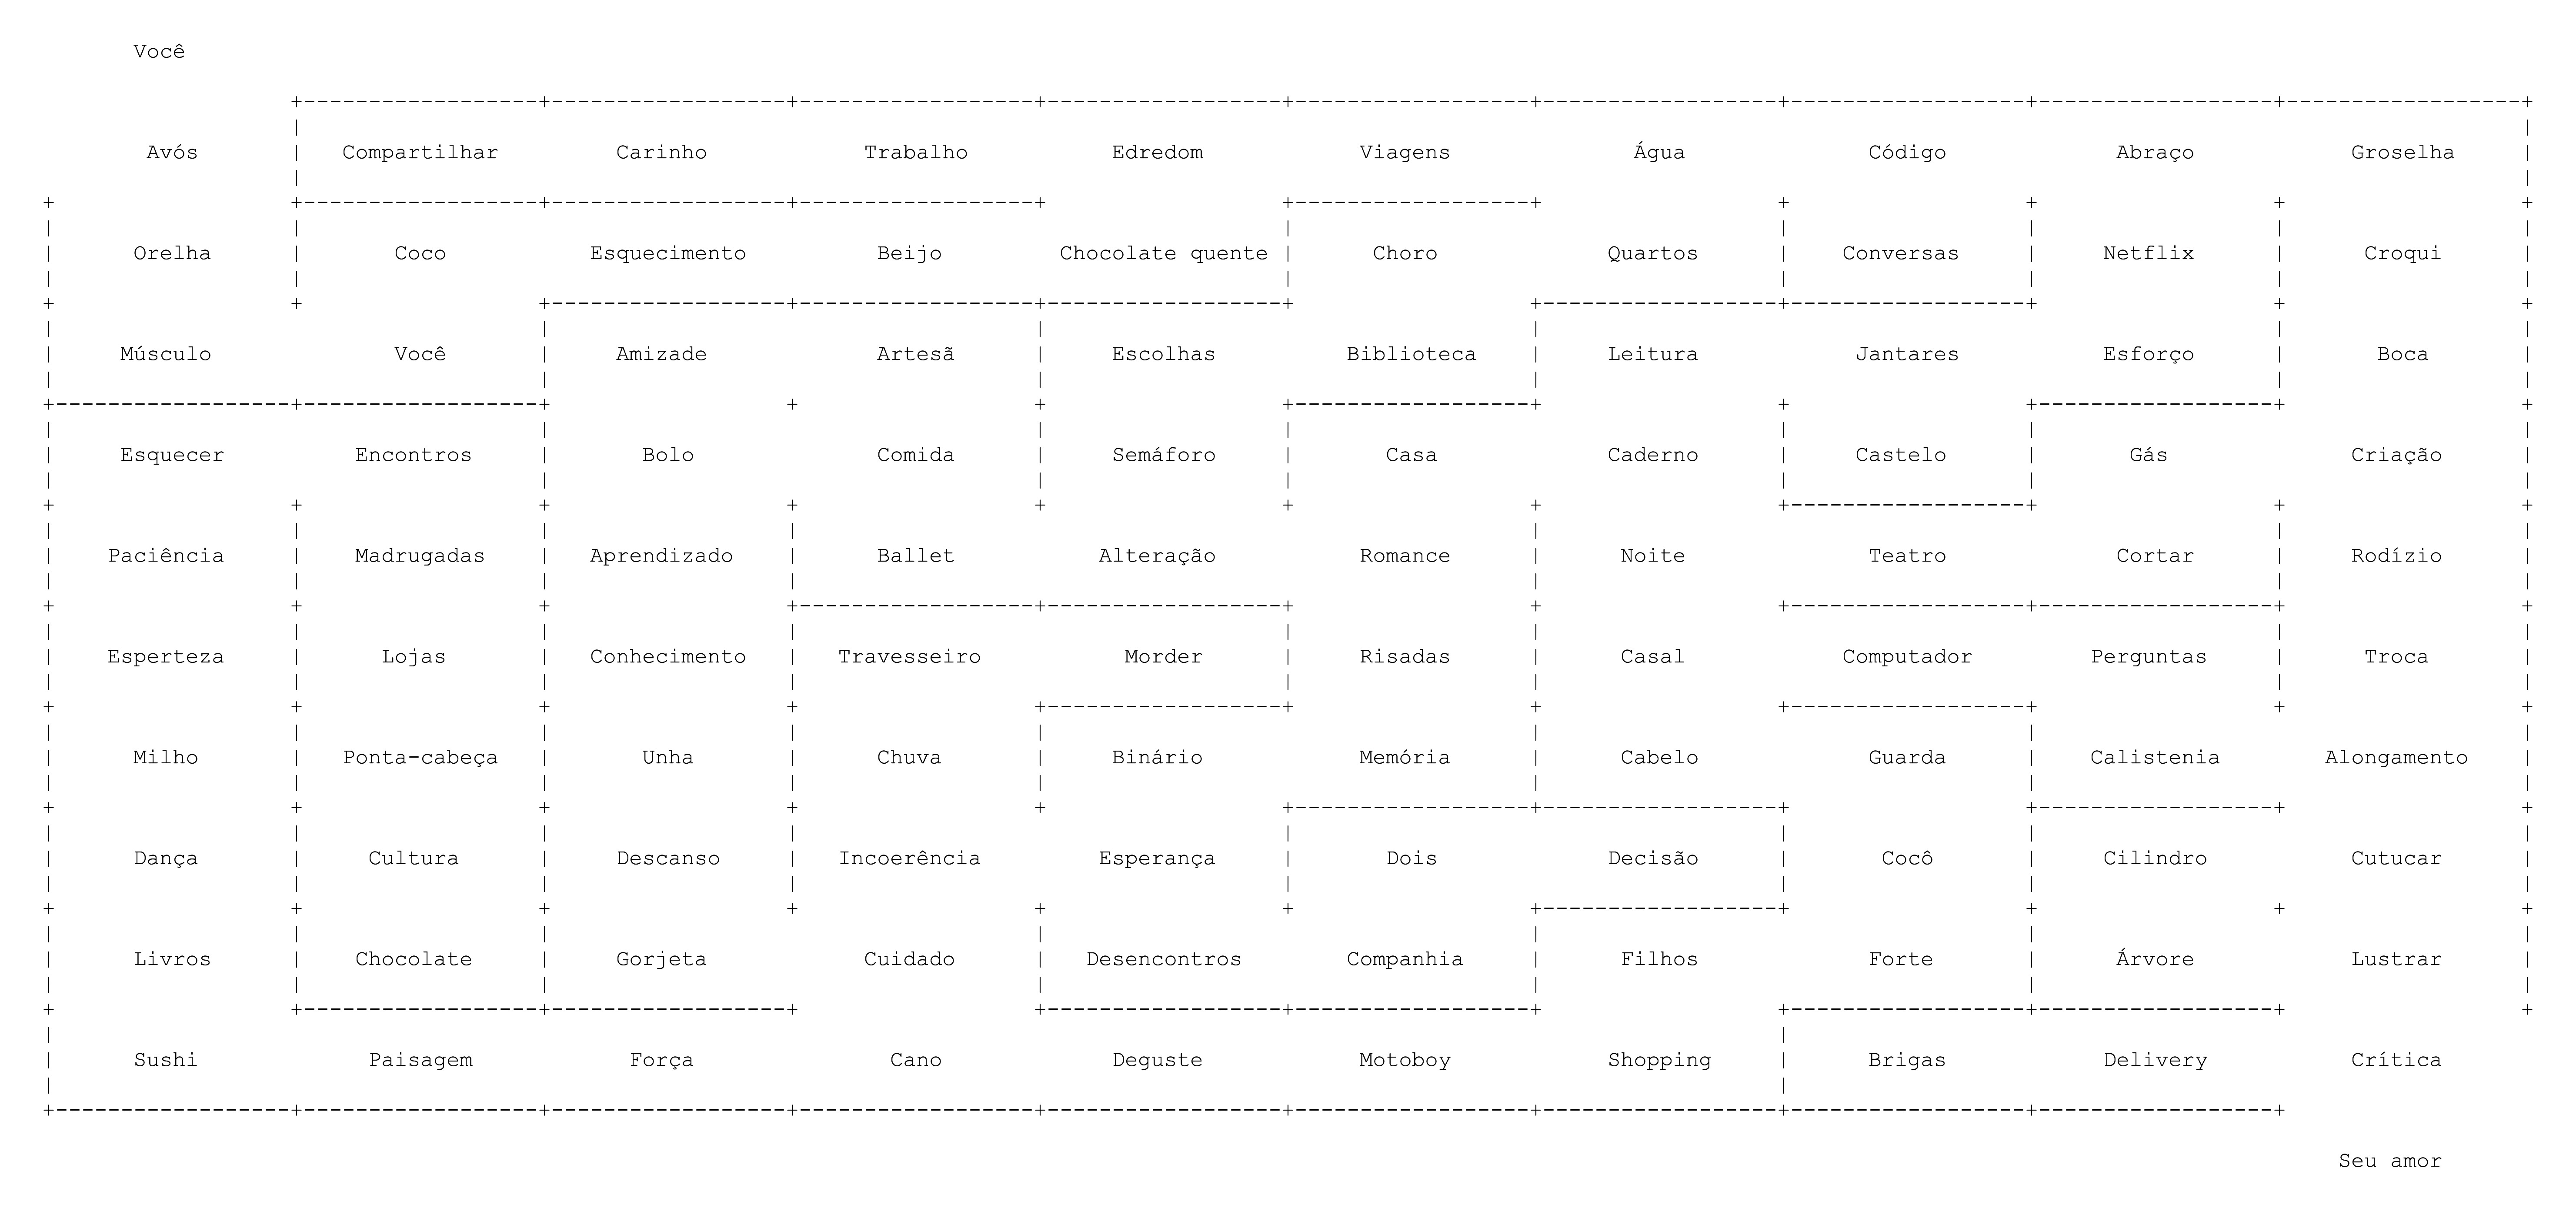 Você
Avós Compartilhar Carinho Trabalho Edredom Viagens Água Código Abraço Groselha
Orelha Coco Esquecimento Beijo Chocolate quente Choro Quartos Conversas Netflix Croqui
Músculo Você Amizade Artesã Escolhas Biblioteca Leitura Jantares Esforço Boca
Esquecer Encontros Bolo Comida Semáforo Casa Caderno Castelo Gás Criação
Paciência Madrugadas Aprendizado Ballet Alteração Romance Noite Teatro Cortar Rodízio
Esperteza Lojas Conhecimento Travesseiro Morder Risadas Casal Computador Perguntas Troca
Milho Ponta-cabeça Unha Chuva Binário Memória Cabelo Guarda Calistenia Alongamento
Dança Cultura Descanso Incoerência Esperança Dois Decisão Cocô Cilindro Cutucar
Livros Chocolate Gorjeta Cuidado Desencontros Companhia Filhos Forte Árvore Lustrar
Sushi Paisagem Força Cano Deguste Motoboy Shopping Brigas Delivery Crítica
Seu amor